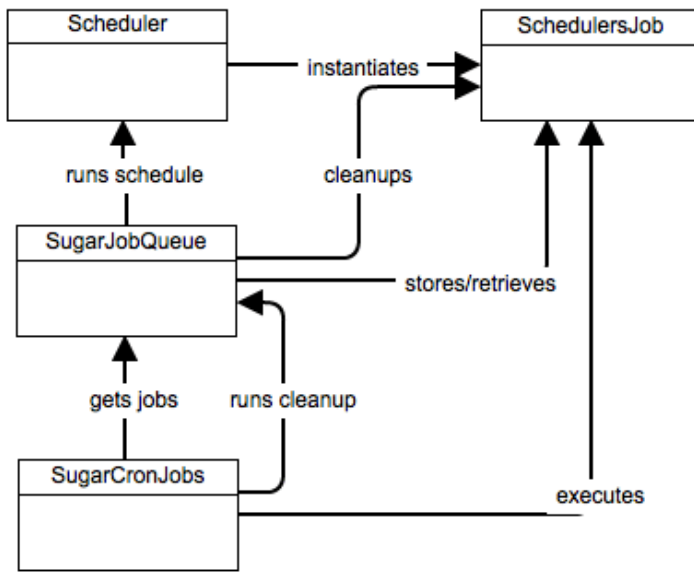 Scheduler
SchedulersJob
instantiates
runs schedule
cleanups
SugarJobQueue
stores/retrieves
gets jobs
runs cleanup
SugarCronJobs
executes